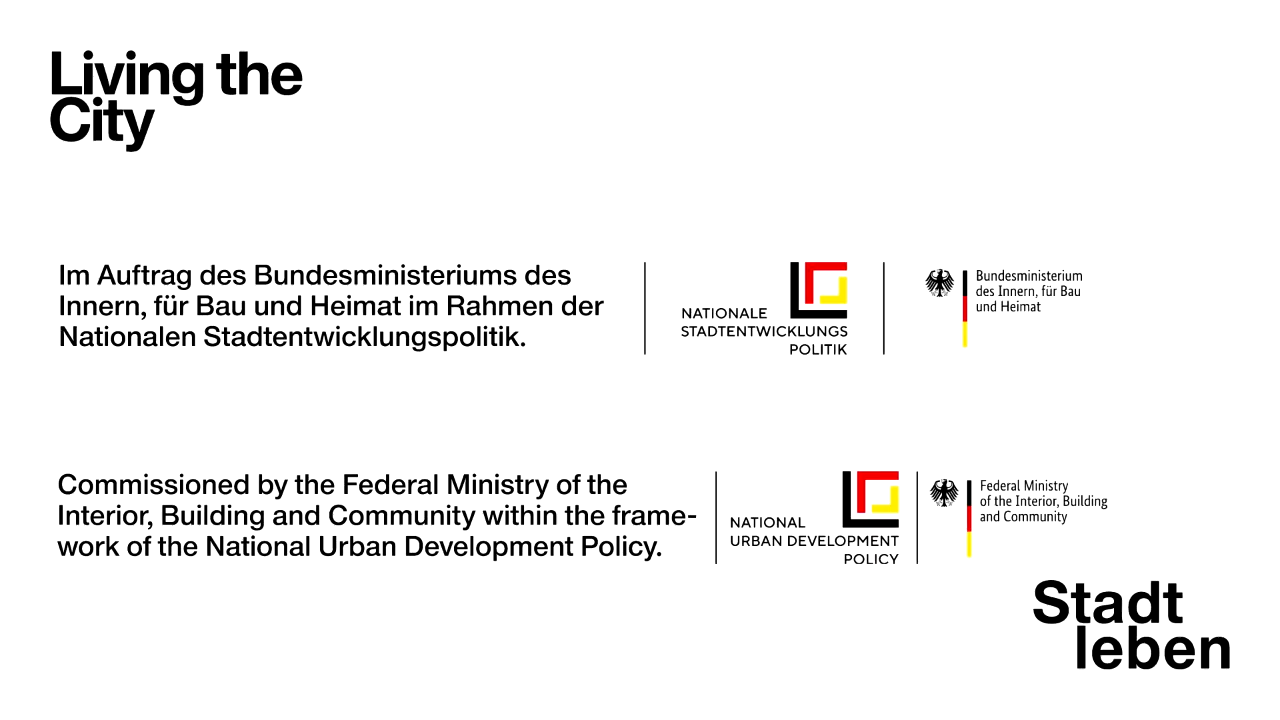 Living the
City
Im Auftrag des Bundesministeriums des
Innern, für Bau und Heimat im Rahmen der
Nationalen Stadtentwicklungspolitik.
NATIONALE
STADTENTWICKLUNGS
POLITIK
Bundesministerium
des Innern, für Bau
und Heimat
Commissioned by the Federal Ministry of the
Interior, Building and Community within the frame-
work of the National Urban Development Policy.
NATIONAL
URBAN DEVELOPMENT
POLICY
Federal Ministry
of the Interior, Building
and Community
Stadt
leben